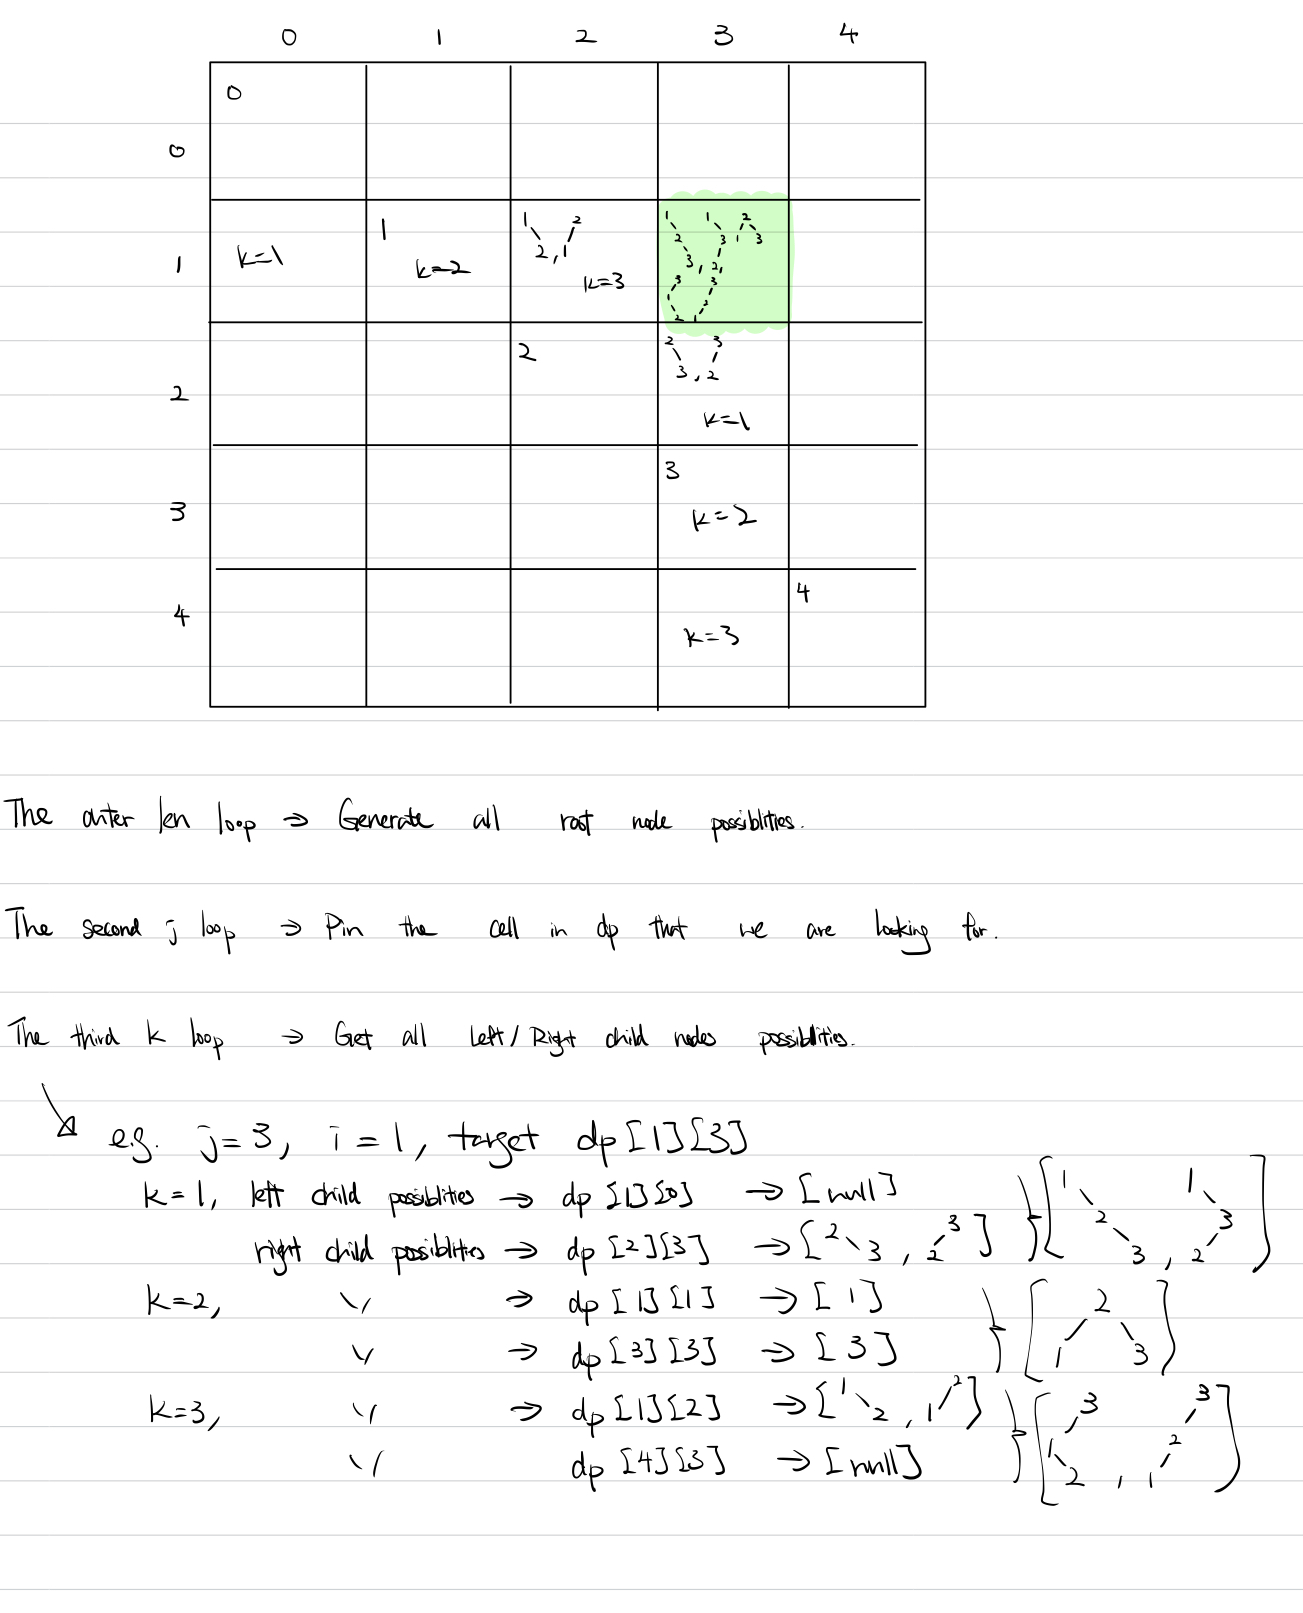 0 1 2 3 4
0
0
1 k=1 1 k=2 1 2, 2 1 k=3 1 2 3, 1 3 2, 2 1 3
3 1 2 3 2 1
2 2 2 3, 3 2
k=1
3 3
k=2
4 4
k=3
The outer len loop → Generate all root node possiblities.
The second j loop → Pin the cell in dp that we are looking for.
The third k loop → Get all Left/Right child nodes possiblities.
e.g. j=3, i=1, target dp[1][3]
k=1, left child possiblities → dp[1][0] → [null] } [1 2 3, 1 3 2]
right child possiblities → dp[2][3] → [2 3, 3 2]
k=2, 〃 → dp[1][1] → [1] } [2 1 3]
〃 → dp[3][3] → [3]
k=3, 〃 → dp[1][2] → [1 2, 2 1] } [3 1 2, 3 2 1]
〃 dp[4][3] → [null]